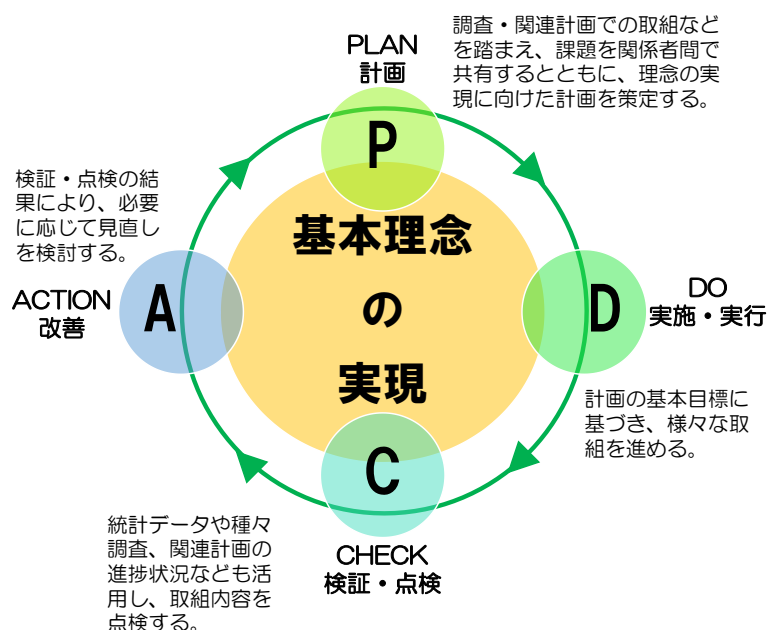 PLAN
計画
P
調査・関連計画での取組など
を踏まえ、課題を関係者間で
共有するとともに、理念の実
現に向けた計画を策定する。
検証・点検の結
果により、必要
に応じて見直し
を検討する。
基本理念
の
実現
ACTION
改善
A
D
DO
実施・実行
計画の基本目標に
基づき、様々な取
組を進める。
C
CHECK
検証・点検
統計データや種々
調査、関連計画の
進捗状況なども活
用し、取組内容を
点検する。